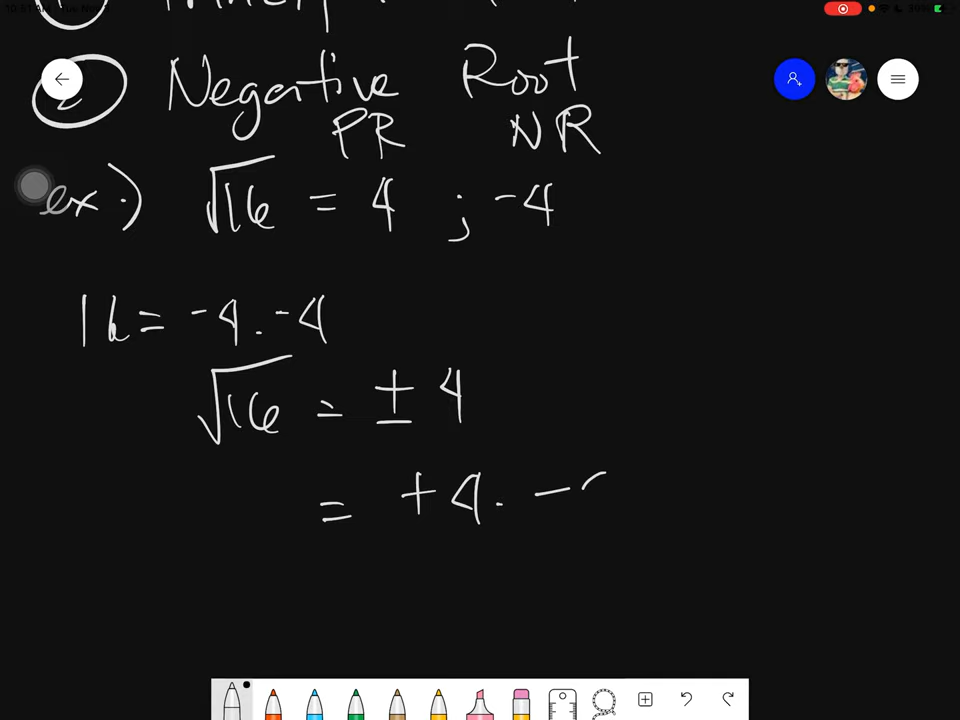 ② Negative Root
PR NR
ex.) √16 = 4 ; -4
16 = -4 . -4
√16 = ± 4
= +4. -